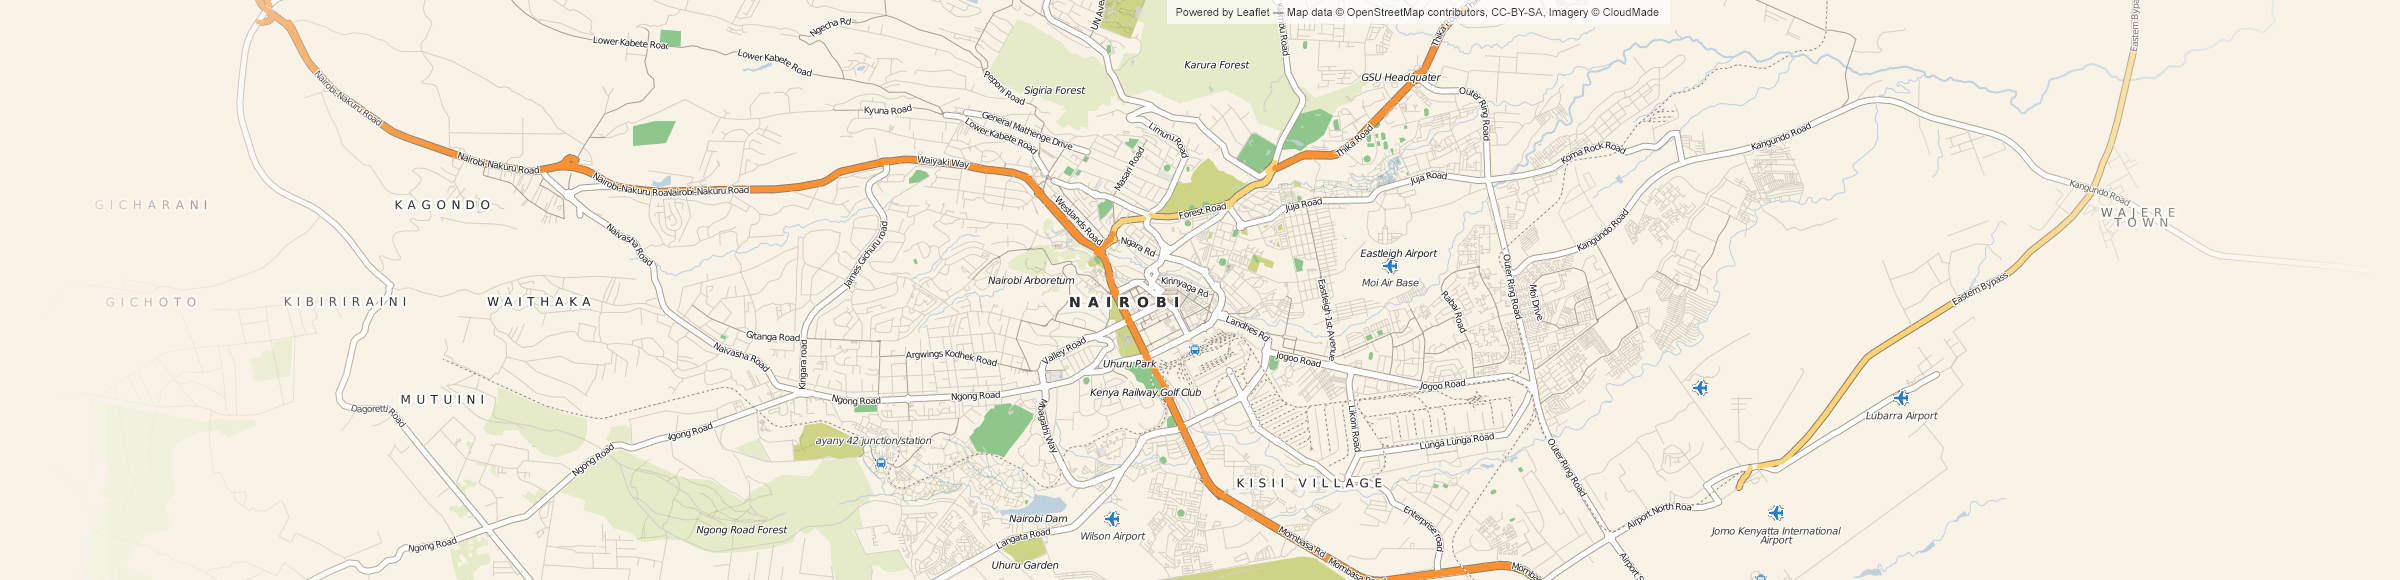 Powered by Leaflet — Map data © OpenStreetMap contributors, CC-BY-SA, Imagery © CloudMade
UN Ave
Thika
Eastern Bypa
Ngecha Rd
Lower Kabete Road
Lower Kabete Road
Karura Forest
GSU Headquater
Peponi Road
Sigiria Forest
Nairobi-Nakuru Road
Kyuna Road
General Mathenge Drive
Lower Kabete Road
Limuru Road
Outer Ring Road
Thika Road
Kangundo Road
Koma Rock Road
Nairobi-Nakuru Road
Waiyaki Way
Masari Road
Juja Road
Nairobi-Nakuru Roa
Nairobi-Nakuru Road
Kangundo Road
GICHARANI
KAGONDO
Westlands Road
Forest Road
Juja Road
WAJERE
TOWN
Naivasha Road
James Gichuru road
Ngara Rd
Kangundo Road
Eastleigh Airport
Moi Air Base
Outer Ring Road
Nairobi Arboretum
Kinnyaga Rd
Eastern Bypass
GICHOTO
KIBIRIRAINI
WAITHAKA
NAIROBI
Eastleigh 1st Avenue
Rabai Road
Moi Drive
Gitanga Road
Landhes Rd
Naivasha Road
Argwings Kodhek Road
Valley Road
Uhuru Park
Jogoo Road
Kingerara road
Kenya Railway Golf Club
Jogoo Road
MUTUINI
Ngong Road
Ngong Road
Dagoretti Road
Mbagathi Way
Likoni Road
Lubarra Airport
Ngong Road
ayany 42 junction/station
Lunga Lunga Road
Ngong Road
Outer Ring Road
KISII VILLAGE
Nairobi Dam
Enterprise road
Airport North Roa
Ngong Road Forest
Wilson Airport
Jomo Kenyatta International
Airport
Ngong Road
Langata Road
Mombasa Rd
Uhuru Garden
Mombasa
Momba
Airport S